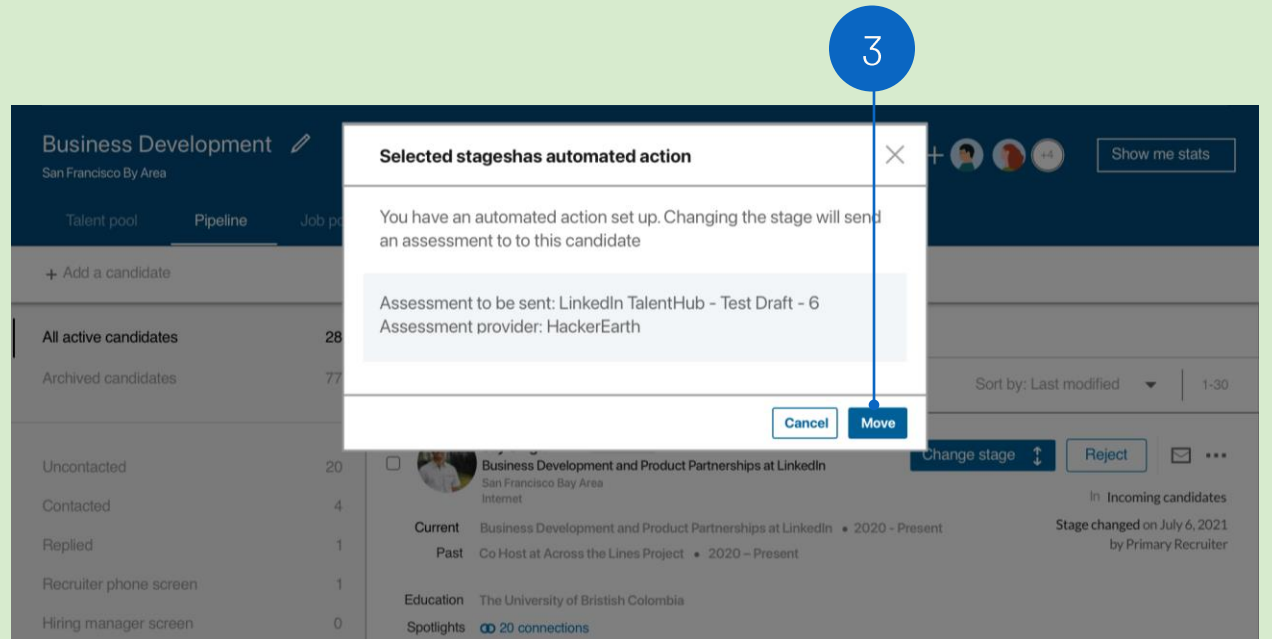 3
Business Development
San Francisco By Area
Show me stats
+4
Talent pool Pipeline Job po
+ Add a candidate
Selected stageshas automated action
You have an automated action set up. Changing the stage will send
an assessment to to this candidate
Assessment to be sent: LinkedIn TalentHub - Test Draft - 6
Assessment provider: HackerEarth
Cancel Move
All active candidates 28
Archived candidates 77
Uncontacted 20
Contacted 4
Replied 1
Recruiter phone screen 1
Hiring manager screen 0
Sort by: Last modified 1-30
Business Development and Product Partnerships at LinkedIn
San Francisco Bay Area
Internet
Change stage Reject
In Incoming candidates
Stage changed on July 6, 2021
by Primary Recruiter
Current Business Development and Product Partnerships at LinkedIn • 2020 - Present
Past Co Host at Across the Lines Project • 2020 – Present
Education The University of Bristish Colombia
Spotlights 20 connections